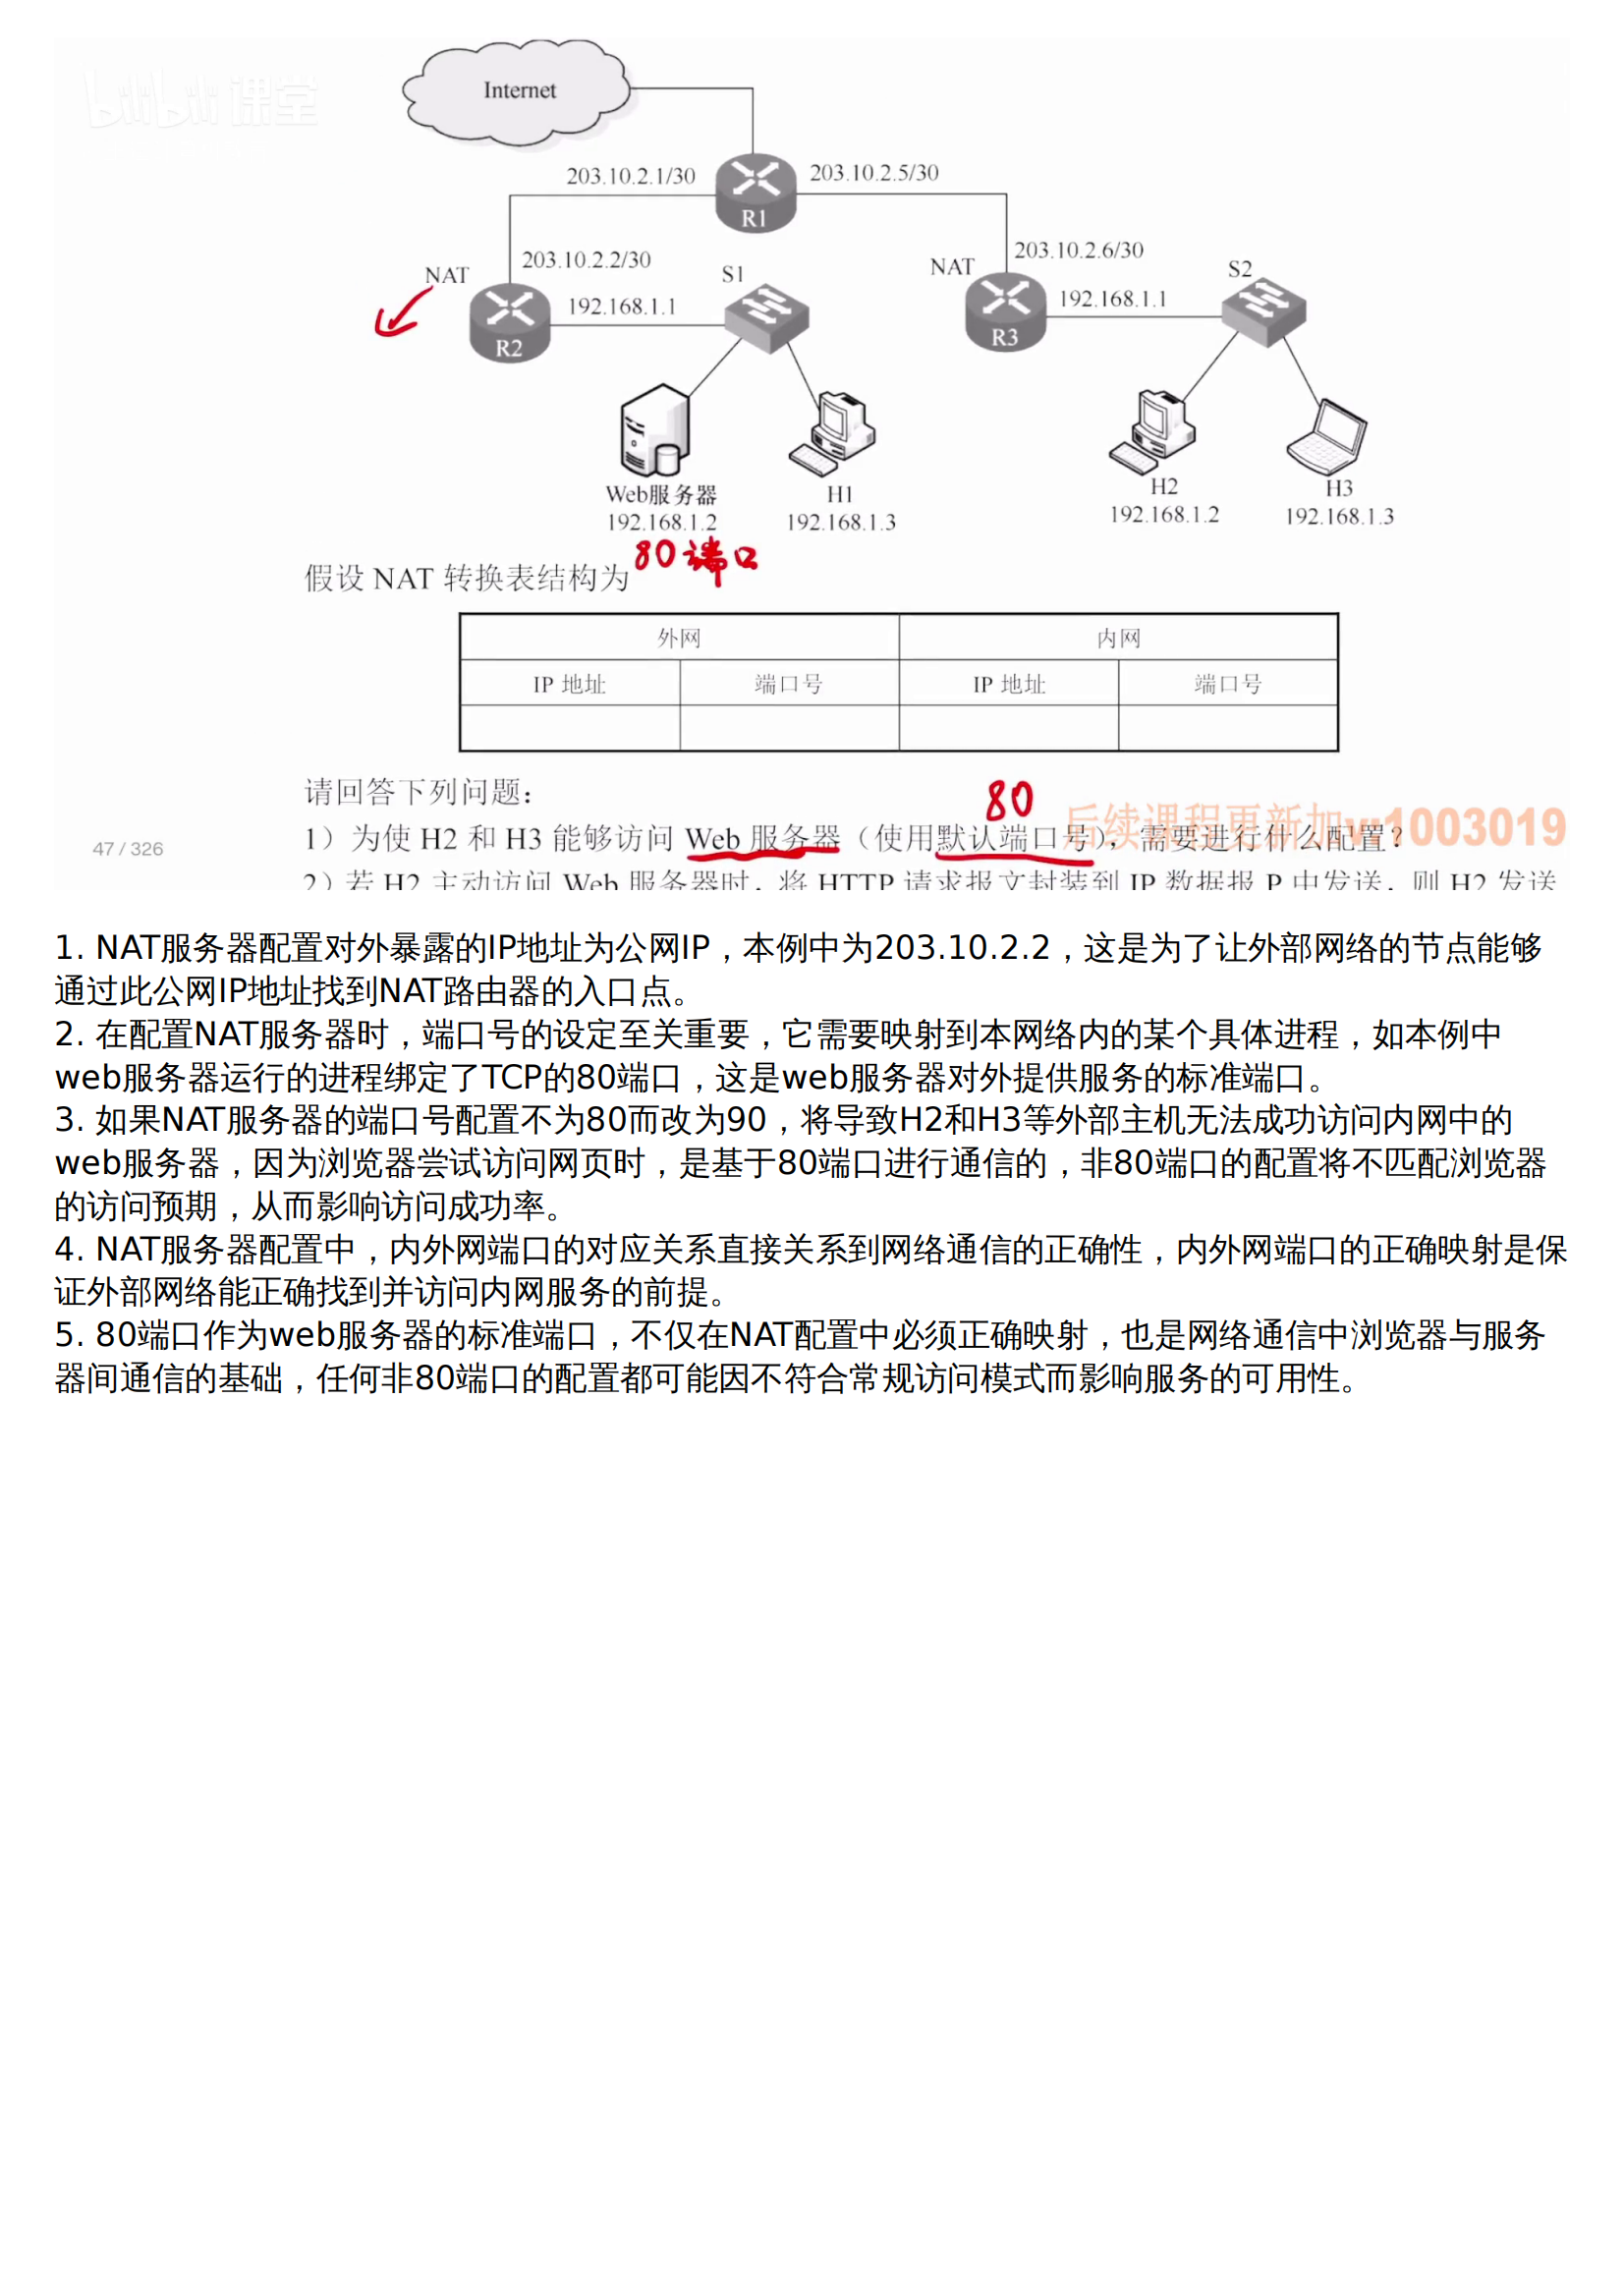 bilibili 课堂
Internet
203.10.2.1/30
203.10.2.5/30
R1
203.10.2.2/30
203.10.2.6/30
NAT
S1
NAT
S2
192.168.1.1
192.168.1.1
R2
R3
Web服务器
H1
H2
H3
192.168.1.2
192.168.1.3
192.168.1.2
192.168.1.3
80端口
假设 NAT 转换表结构为
外网 内网
IP 地址 端口号 IP 地址 端口号
请回答下列问题：
80
后续课程更新加w1003019
1）为使 H2 和 H3 能够访问 Web 服务器（使用默认端口号），需要进行什么配置？
47 / 326
2）若 H2 主动访问 Web 服务器时，将 HTTP 请求报文封装到 IP 数据报 P 中发送，则 H2 发送
1. NAT服务器配置对外暴露的IP地址为公网IP，本例中为203.10.2.2，这是为了让外部网络的节点能够
通过此公网IP地址找到NAT路由器的入口点。
2. 在配置NAT服务器时，端口号的设定至关重要，它需要映射到本网络内的某个具体进程，如本例中
web服务器运行的进程绑定了TCP的80端口，这是web服务器对外提供服务的标准端口。
3. 如果NAT服务器的端口号配置不为80而改为90，将导致H2和H3等外部主机无法成功访问内网中的
web服务器，因为浏览器尝试访问网页时，是基于80端口进行通信的，非80端口的配置将不匹配浏览器
的访问预期，从而影响访问成功率。
4. NAT服务器配置中，内外网端口的对应关系直接关系到网络通信的正确性，内外网端口的正确映射是保
证外部网络能正确找到并访问内网服务的前提。
5. 80端口作为web服务器的标准端口，不仅在NAT配置中必须正确映射，也是网络通信中浏览器与服务
器间通信的基础，任何非80端口的配置都可能因不符合常规访问模式而影响服务的可用性。